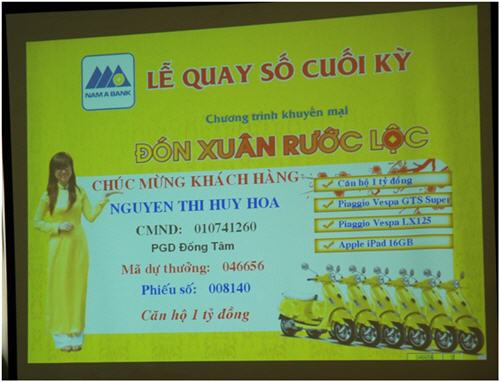 NAM A BANK
LỄ QUAY SỐ CUỐI KỲ
Chương trình khuyến mại
ĐÓN XUÂN RƯỚC LỘC
CHÚC MỪNG KHÁCH HÀNG
NGUYEN THI HUY HOA
CMND: 010741260
PGD Đồng Tâm
Mã dự thưởng: 046656
Phiếu số: 008140
Căn hộ 1 tỷ đồng
Căn hộ 1 tỷ đồng
Piaggio Vespa GTS Super
Piaggio Vespa LX125
Apple iPad 16GB